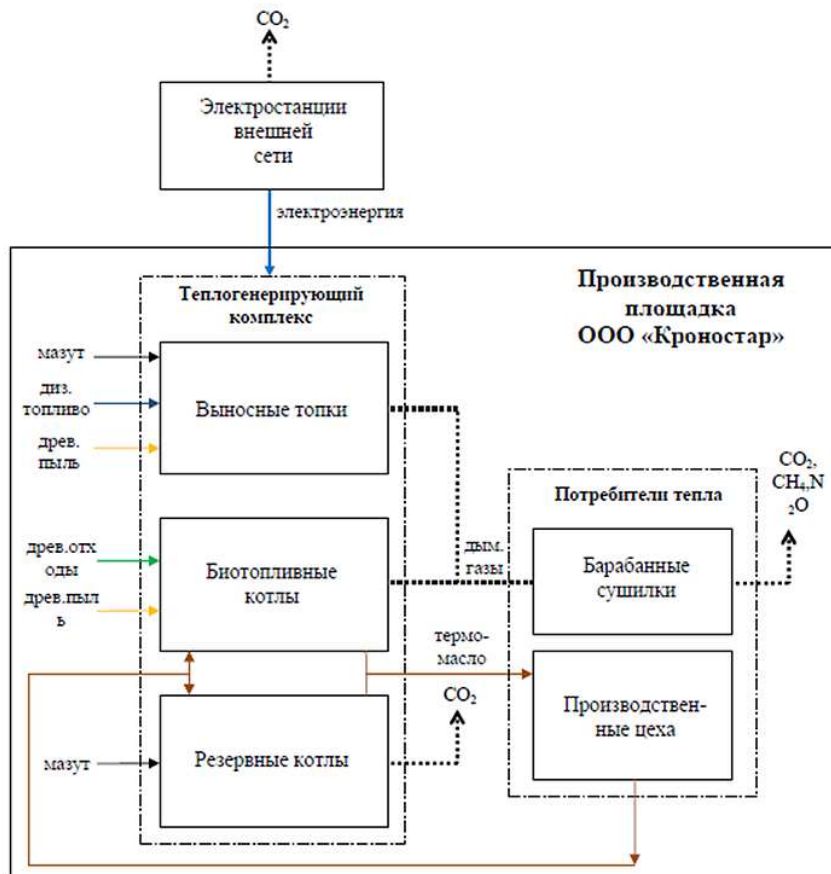 CO2
Электростанции
внешней
сети
электроэнергия
Производственная
площадка
ООО «Кроностар»
Теплогенерирующий
комплекс
мазут
диз.
топливо
древ.
пыль
Выносные топки
CO2,
CH4,N
2O
Потребители тепла
древ.отх
оды
древ.пыл
ь
Биотопливные
котлы
дым.
газы
Барабанные
сушилки
термо-
масло
CO2
Производствен-
ные цеха
мазут
Резервные котлы